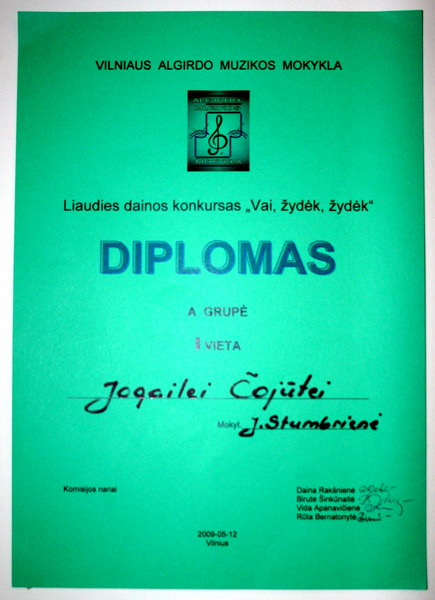 VILNIAUS ALGIRDO MUZIKOS MOKYKLA
Liaudies dainos konkursas „Vai, žydėk, žydėk“
DIPLOMAS
A GRUPĖ
I VIETA
Jogailei Čojūtei
Mokyt. J. Stumbrienė
Komisijos nariai
Daina Rakšnienė
Birutė Šinkūnaitė
Vida Apanavičienė
Rūta Bernatonytė
2009-05-12
Vilnius